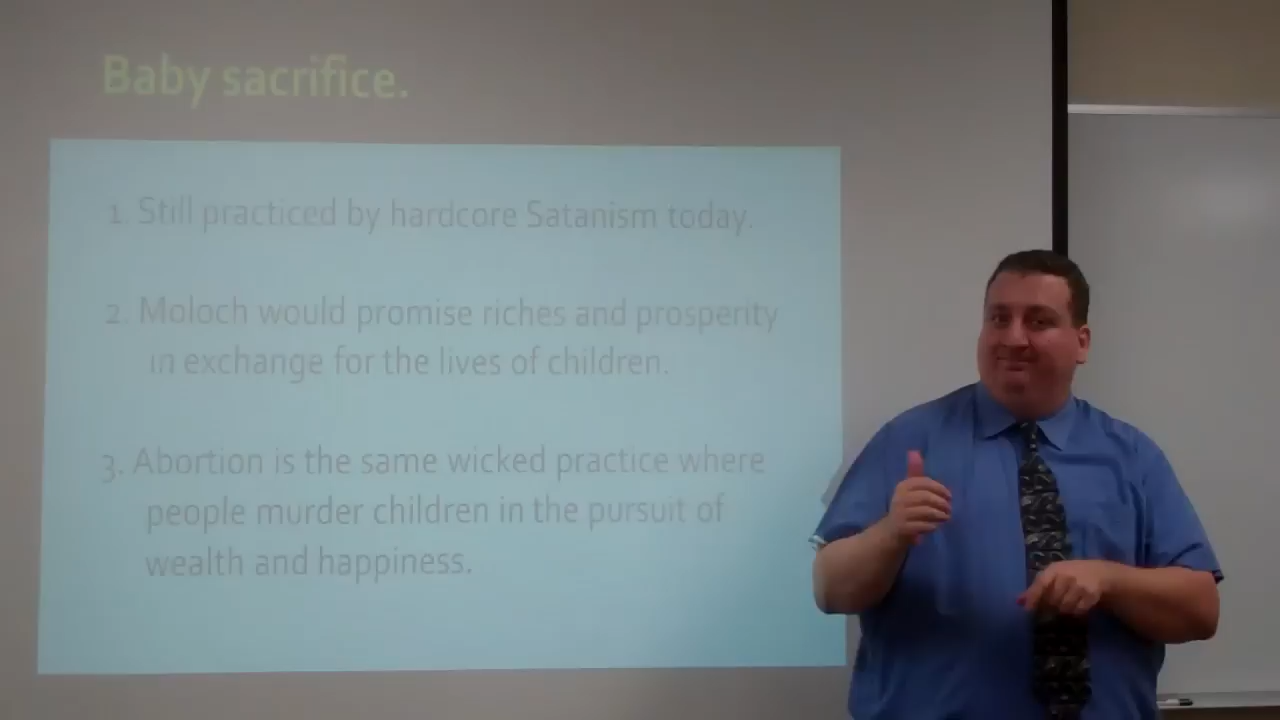 Baby sacrifice.
1. Still practiced by hardcore Satanism today.
2. Moloch would promise riches and prosperity
in exchange for the lives of children.
3. Abortion is the same wicked practice where
people murder children in the pursuit of
wealth and happiness.